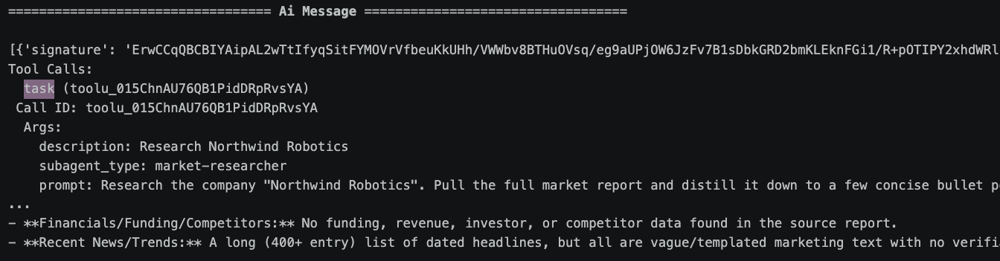 ================================== Ai Message ==================================
[{'signature': 'ErwCCqQBCBIYAipAL2wTtIfyqSitFYMOVrVfbeuKkUHh/VWWbv8BTHuOVsq/eg9aUPjOW6JzFv7B1sDbkGRD2bmKLEknFGi1/R+pOTIPY2xhdWRl
Tool Calls:
task (toolu_015ChnAU76QB1PidDRpRvsYA)
Call ID: toolu_015ChnAU76QB1PidDRpRvsYA
Args:
description: Research Northwind Robotics
subagent_type: market-researcher
prompt: Research the company "Northwind Robotics". Pull the full market report and distill it down to a few concise bullet
...
- **Financials/Funding/Competitors:** No funding, revenue, investor, or competitor data found in the source report.
- **Recent News/Trends:** A long (400+ entry) list of dated headlines, but all are vague/templated marketing text with no